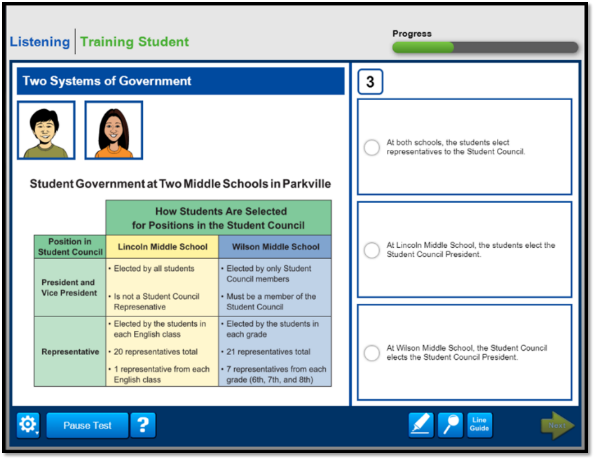 Listening Training Student
Progress
Two Systems of Government
3
Student Government at Two Middle Schools in Parkville
How Students Are Selected
for Positions in the Student Council
Position in
Student Council
Lincoln Middle School
Wilson Middle School
President and
Vice President
• Elected by all students
• Is not a Student Council
Represenative
• Elected by only Student
Council members
• Must be a member of the
Student Council
Representative
• Elected by the students in
each English class
• 20 representatives total
• 1 representative from each
English class
• Elected by the students in
each grade
• 21 representatives total
• 7 representatives from each
grade (6th, 7th, and 8th)
At both schools, the students elect
representatives to the Student Council.
At Lincoln Middle School, the students elect the
Student Council President.
At Wilson Middle School, the Student Council
elects the Student Council President.
Pause Test
?
Line
Guide
Next